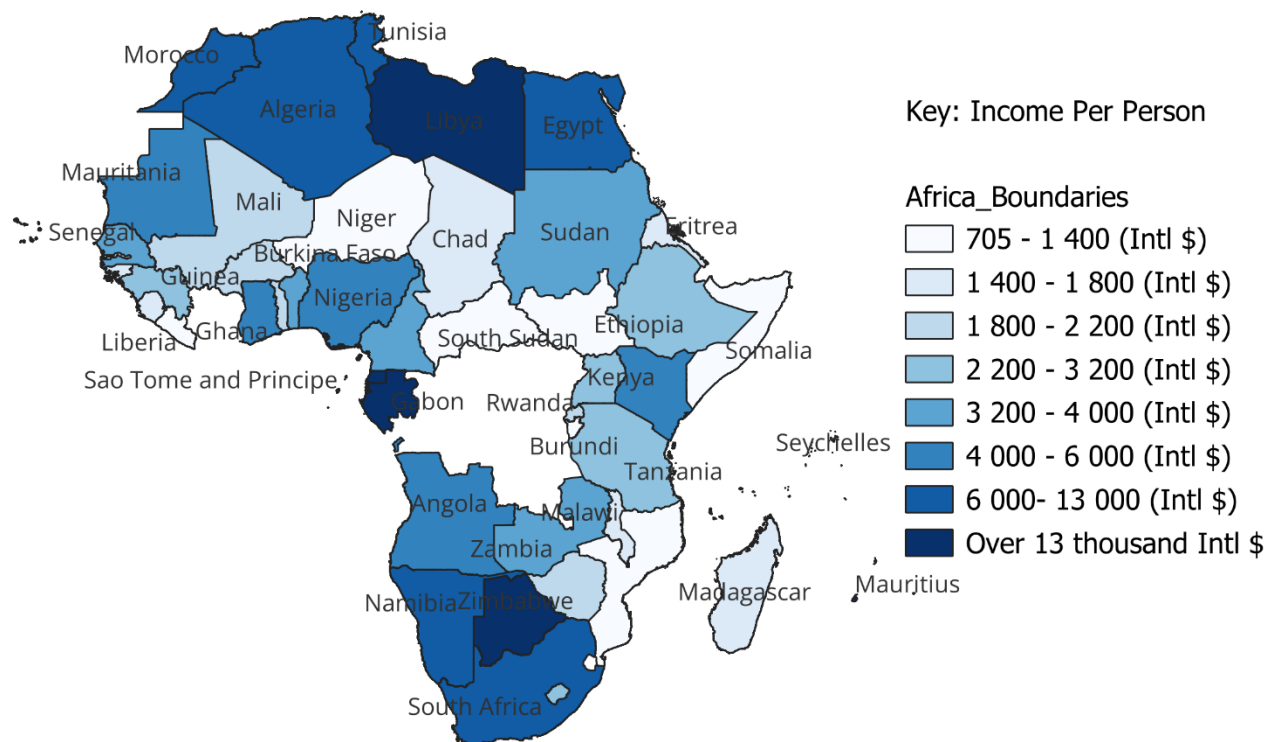 Tunisia
Morocco
Algeria
Libya
Egypt
Mauritania
Mali
Niger
Chad
Sudan
Eritrea
Senegal
Burkina Faso
Guinea
Nigeria
Ghana
Liberia
South Sudan
Ethiopia
Somalia
Sao Tome and Principe
Gabon
Rwanda
Kenya
Burundi
Tanzania
Seychelles
Angola
Malawi
Zambia
Namibia
Zimbabwe
Madagascar
Mauritius
South Africa
Key: Income Per Person
Africa_Boundaries
705 - 1 400 (Intl $)
1 400 - 1 800 (Intl $)
1 800 - 2 200 (Intl $)
2 200 - 3 200 (Intl $)
3 200 - 4 000 (Intl $)
4 000 - 6 000 (Intl $)
6 000- 13 000 (Intl $)
Over 13 thousand Intl $